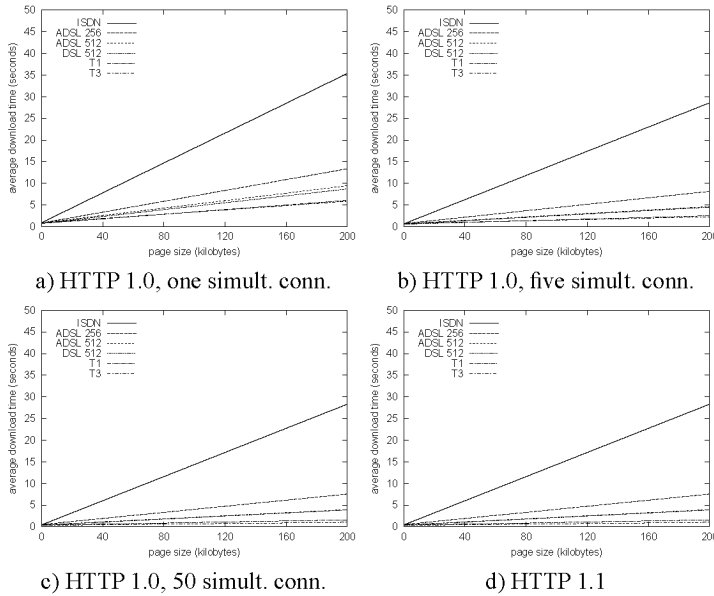 50
45
40
35
30
25
20
15
10
5
0
average download time (seconds)
ISDN
ADSL 256
ADSL 512
DSL 512
T1
T3
0 40 80 120 160 200
page size (kilobytes)
a) HTTP 1.0, one simult. conn.
50
45
40
35
30
25
20
15
10
5
0
average download time (seconds)
ISDN
ADSL 256
ADSL 512
DSL 512
T1
T3
0 40 80 120 160 200
page size (kilobytes)
b) HTTP 1.0, five simult. conn.
50
45
40
35
30
25
20
15
10
5
0
average download time (seconds)
ISDN
ADSL 256
ADSL 512
DSL 512
T1
T3
0 40 80 120 160 200
page size (kilobytes)
c) HTTP 1.0, 50 simult. conn.
50
45
40
35
30
25
20
15
10
5
0
average download time (seconds)
ISDN
ADSL 256
ADSL 512
DSL 512
T1
T3
0 40 80 120 160 200
page size (kilobytes)
d) HTTP 1.1